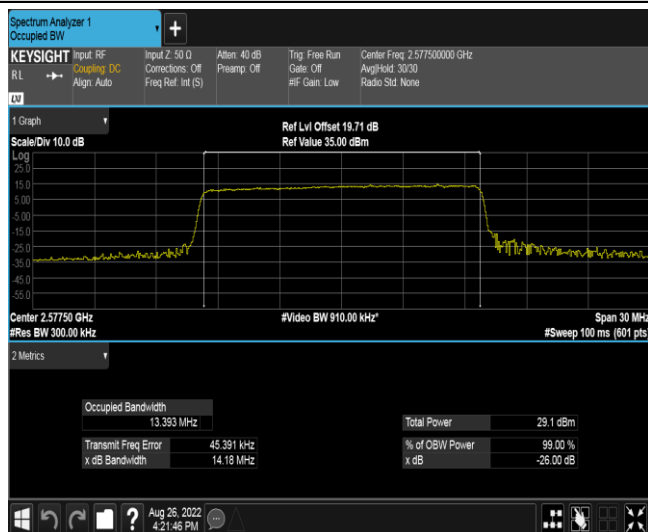 Spectrum Analyzer 1
Occupied BW
+
KEYSIGHT
RL
LXI
Input: RF
Coupling: DC
Align: Auto
Input Z: 50 Ω
Corrections: Off
Freq Ref: Int (S)
Atten: 40 dB
Preamp: Off
Trig: Free Run
Gate: Off
#IF Gain: Low
Center Freq: 2.577500000 GHz
Avg|Hold: 30/30
Radio Std: None
1 Graph
Scale/Div 10.0 dB
Ref Lvl Offset 19.71 dB
Ref Value 35.00 dBm
Log
25.0
15.0
5.00
-5.00
-15.0
-25.0
-35.0
-45.0
-55.0
Center 2.57750 GHz
#Video BW 910.00 kHz*
Span 30 MHz
#Res BW 300.00 kHz
#Sweep 100 ms (601 pts)
2 Metrics
Occupied Bandwidth
13.393 MHz
Total Power 29.1 dBm
Transmit Freq Error 45.391 kHz
% of OBW Power 99.00 %
x dB Bandwidth 14.18 MHz
x dB -26.00 dB
?
Aug 26, 2022
4:21:46 PM